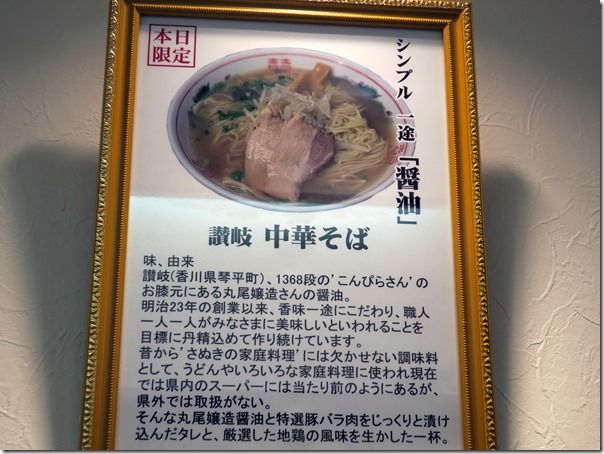 本日
限定
シンプル 一途「醤油」
讃岐 中華そば
味、由来
讃岐(香川県琴平町)、1368段の'こんぴらさん'の
お膝元にある丸尾嬢造さんの醤油。
明治23年の創業以来、香味一途にこだわり、職人
一人一人がみなさまに美味しいといわれることを
目標に丹精込めて作り続けています。
昔から'さぬきの家庭料理'には欠かせない調味料
として、うどんやいろいろな家庭料理に使われ現在
では県内のスーパーには当たり前のようにあるが、
県外では取扱がない。
そんな丸尾嬢造醤油と特選豚バラ肉をじっくりと漬け
込んだタレと、厳選した地鶏の風味を生かした一杯。